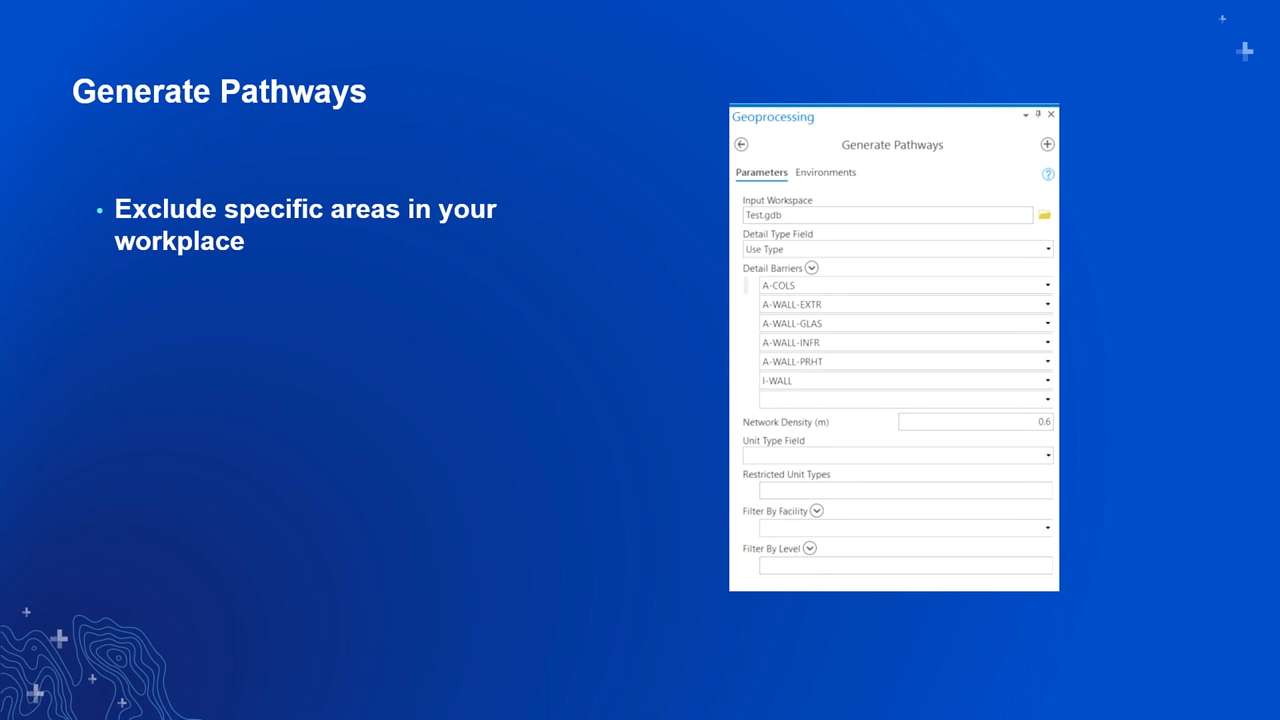 Generate Pathways
• Exclude specific areas in your
workplace
Geoprocessing
Generate Pathways
Parameters Environments
Input Workspace
Test.gdb
Detail Type Field
Use Type
Detail Barriers
A-COLS
A-WALL-EXTR
A-WALL-GLAS
A-WALL-INFR
A-WALL-PRHT
I-WALL
Network Density (m) 0.6
Unit Type Field
Restricted Unit Types
Filter By Facility
Filter By Level